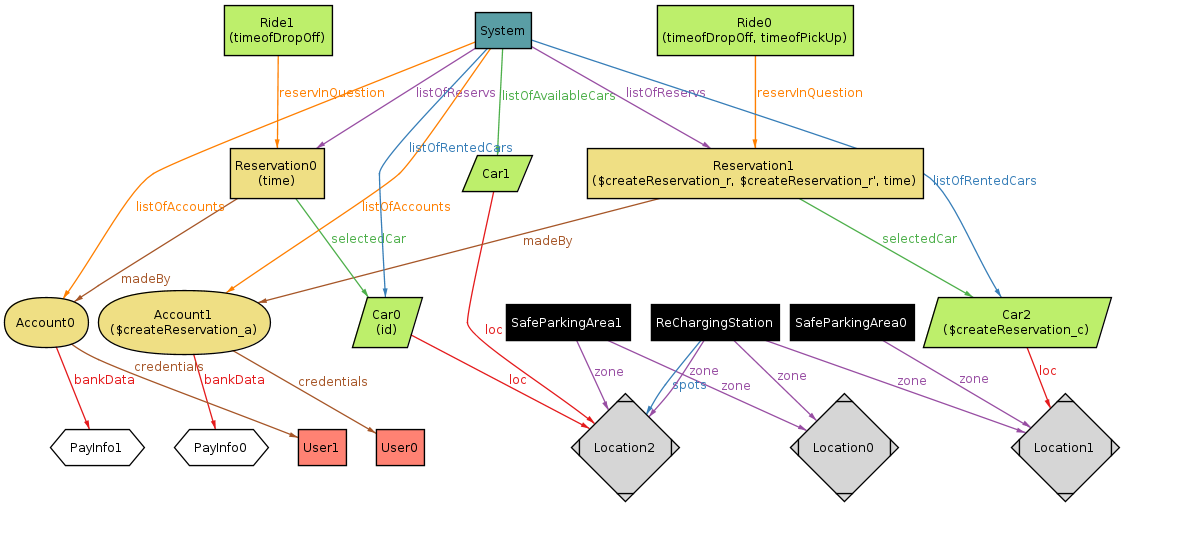 Ride1
(timeofDropOff)
System
Ride0
(timeofDropOff, timeofPickUp)
reservInQuestion
listOfReservs
listOfAvailableCars
listOfReservs
reservInQuestion
listOfRentedCars
Reservation0
(time)
Car1
Reservation1
($createReservation_r, $createReservation_r', time)
listOfRentedCars
listOfAccounts
listOfAccounts
selectedCar
madeBy
selectedCar
madeBy
Account0
Account1
($createReservation_a)
Car0
(id)
SafeParkingArea1
ReChargingStation
SafeParkingArea0
Car2
($createReservation_c)
loc
bankData
credentials
bankData
credentials
loc
zone
spots
zone
zone
zone
zone
zone
loc
PayInfo1
PayInfo0
User1
User0
Location2
Location0
Location1